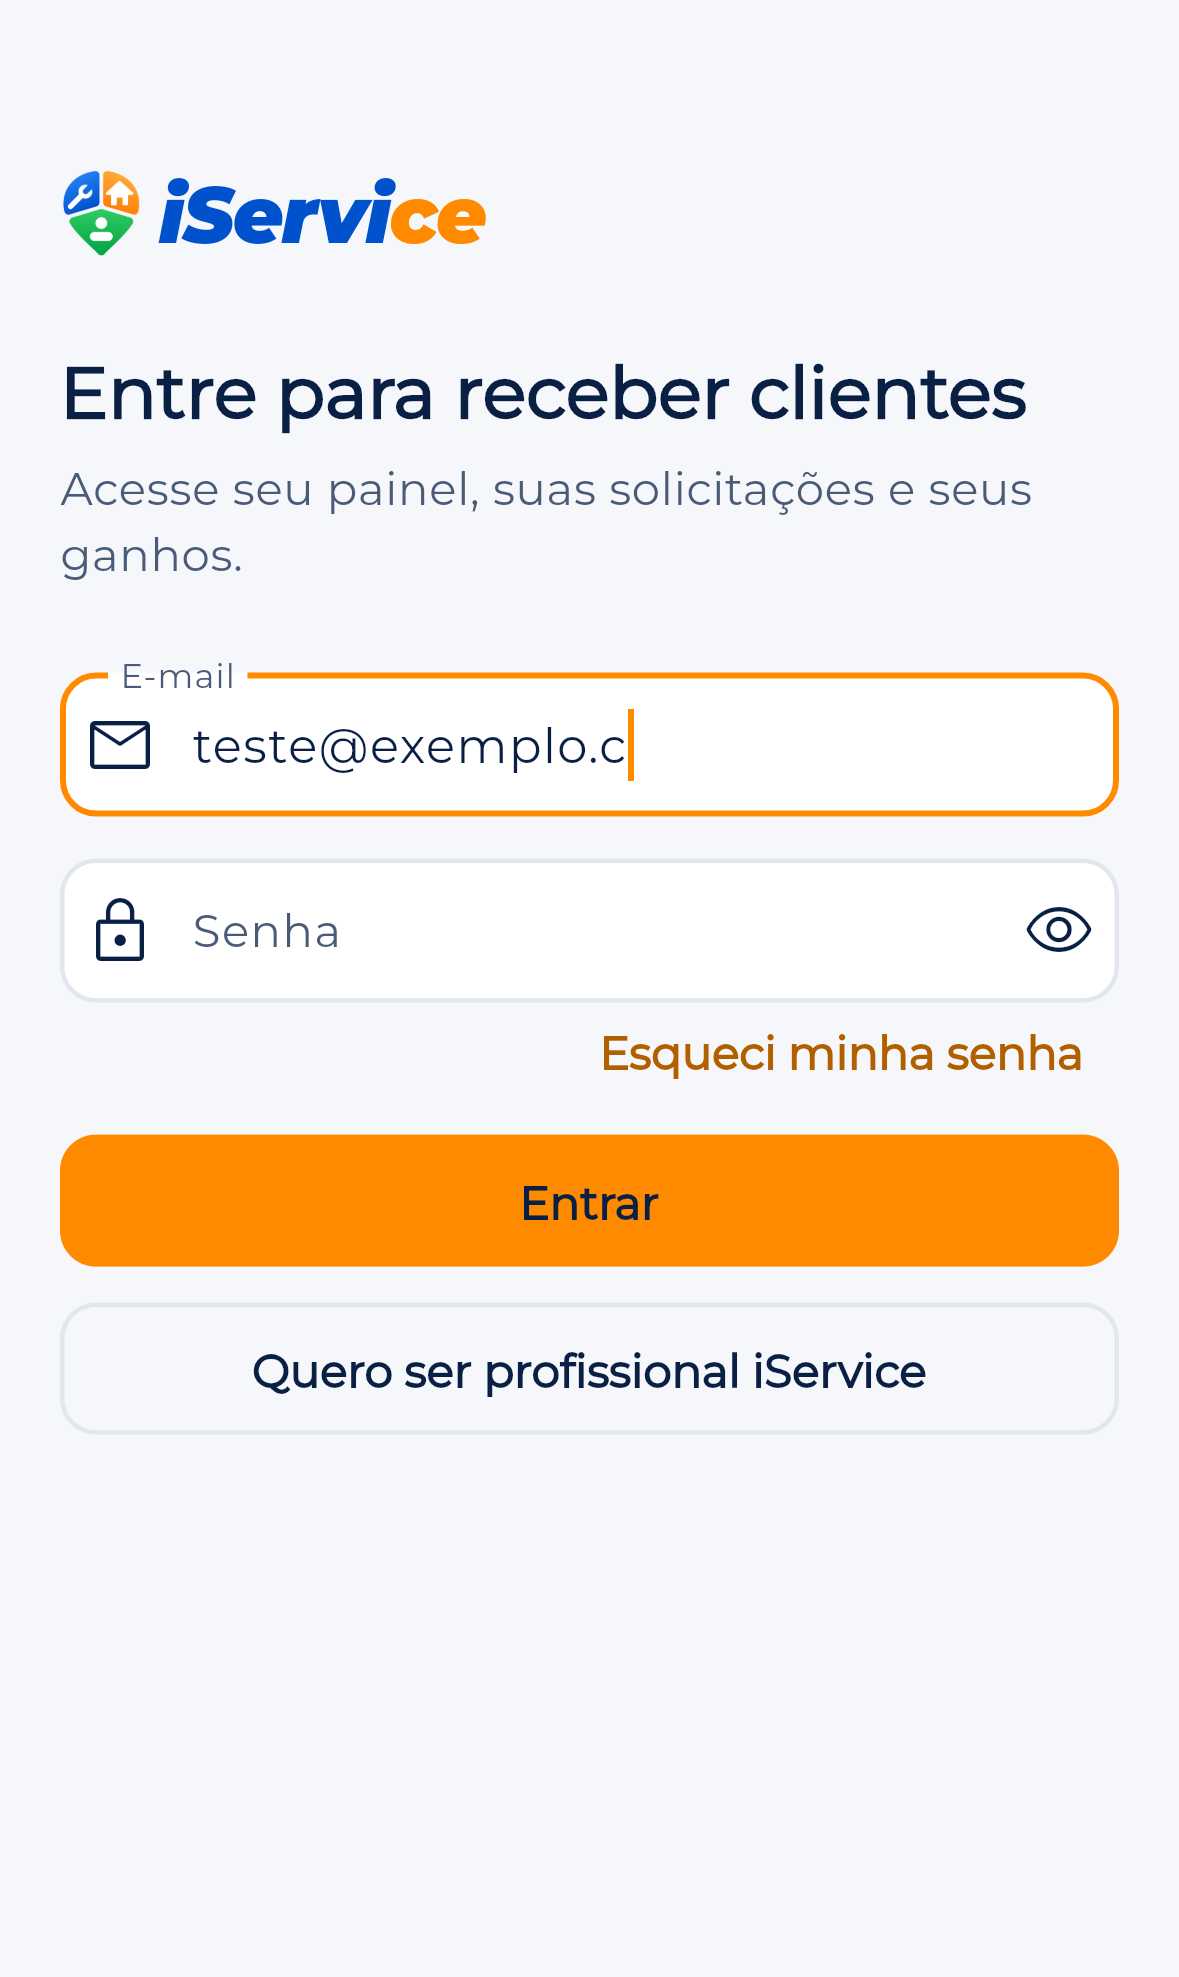 iService
Entre para receber clientes
Acesse seu painel, suas solicitações e seus
ganhos.
E-mail
teste@exemplo.c
Senha
Esqueci minha senha
Entrar
Quero ser profissional iService